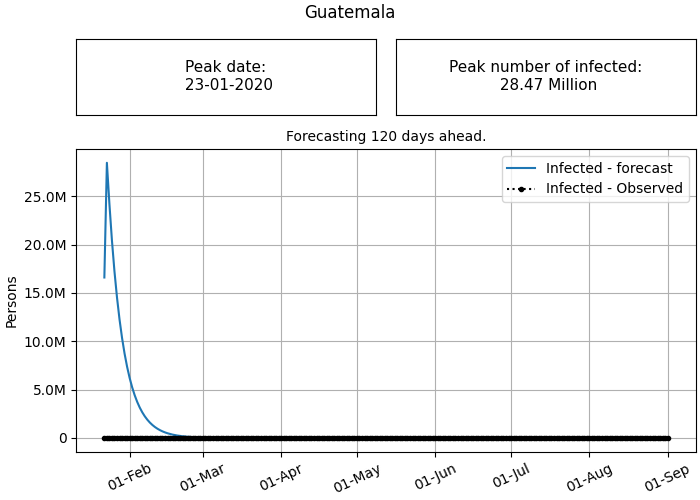 Guatemala
Peak date:
23-01-2020
Peak number of infected:
28.47 Million
Forecasting 120 days ahead.
Infected - forecast
Infected - Observed
Persons
25.0M
20.0M
15.0M
10.0M
5.0M
0
01-Feb
01-Mar
01-Apr
01-May
01-Jun
01-Jul
01-Aug
01-Sep